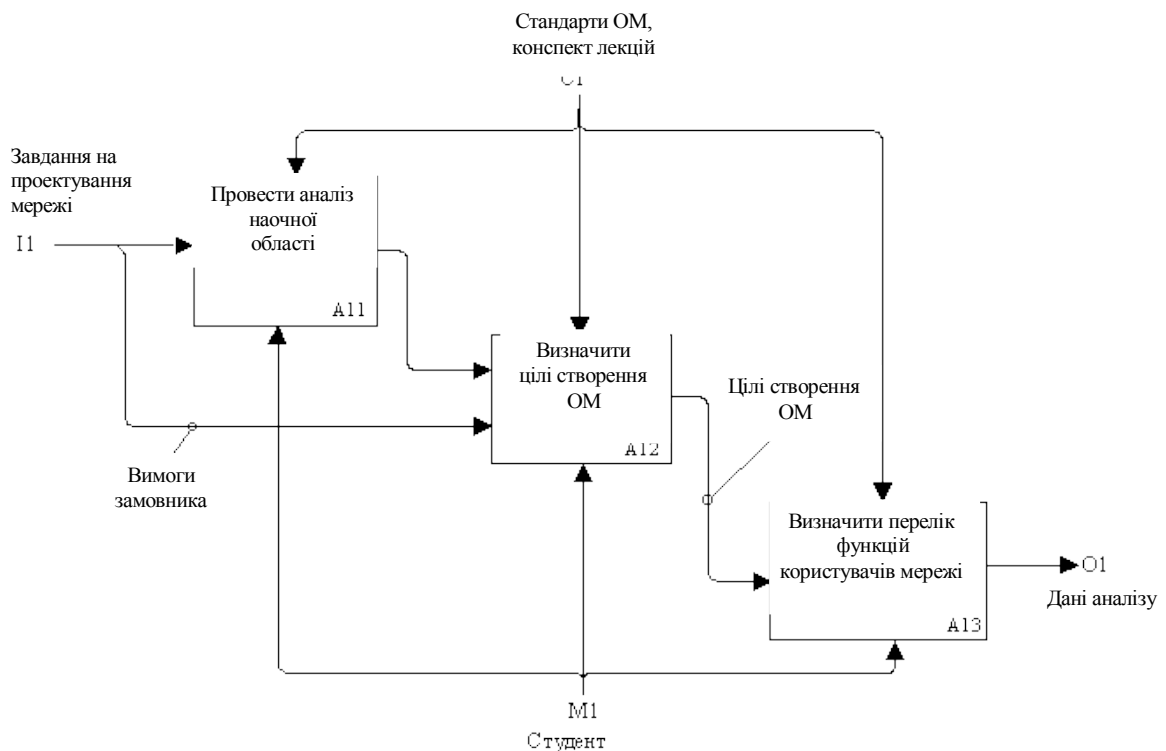 Стандарти ОМ,
конспект лекцій
C1
Завдання на
проектування
мережі
I1
Провести аналіз
наочної
області
A11
Визначити
цілі створення
ОМ
A12
Цілі створення
ОМ
Вимоги
замовника
Визначити перелік
функцій
користувачів мережі
A13
O1
Дані аналізу
M1
Студент